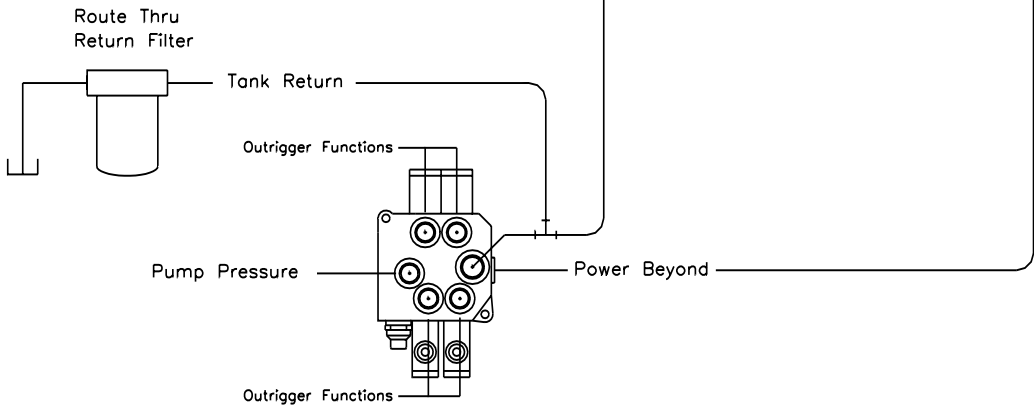 Route Thru
Return Filter
Tank Return
Outrigger Functions
Pump Pressure
Power Beyond
Outrigger Functions